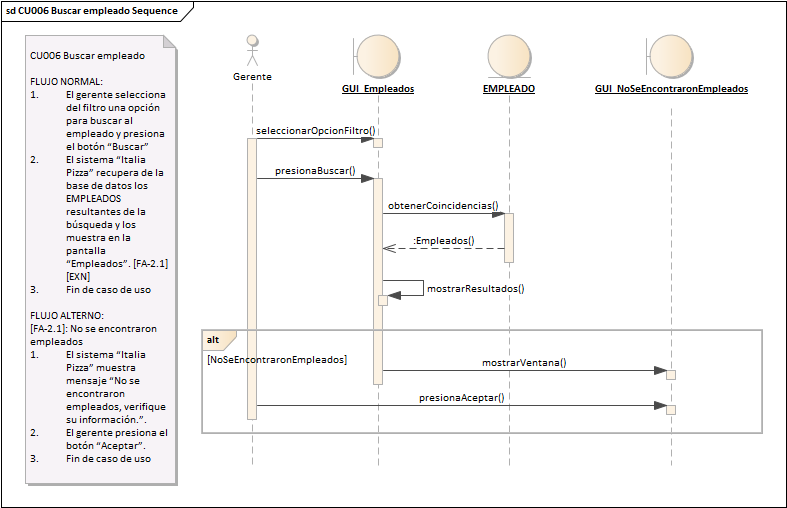 sd CU006 Buscar empleado Sequence
CU006 Buscar empleado
FLUJO NORMAL:
1. El gerente selecciona
del filtro una opción
para buscar al
empleado y presiona
el botón “Buscar”
2. El sistema “Italia
Pizza” recupera de la
base de datos los
EMPLEADOS
resultantes de la
búsqueda y los
muestra en la
pantalla
“Empleados”. [FA-2.1]
[EXN]
3. Fin de caso de uso
FLUJO ALTERNO:
[FA-2.1]: No se encontraron
empleados
1. El sistema “Italia
Pizza” muestra
mensaje “No se
encontraron
empleados, verifique
su información.”.
2. El gerente presiona el
botón “Aceptar”.
3. Fin de caso de uso
Gerente
GUI_Empleados
EMPLEADO
GUI_NoSeEncontraronEmpleados
seleccionarOpcionFiltro()
presionaBuscar()
obtenerCoincidencias()
:Empleados()
mostrarResultados()
alt
[NoSeEncontraronEmpleados]
mostrarVentana()
presionaAceptar()